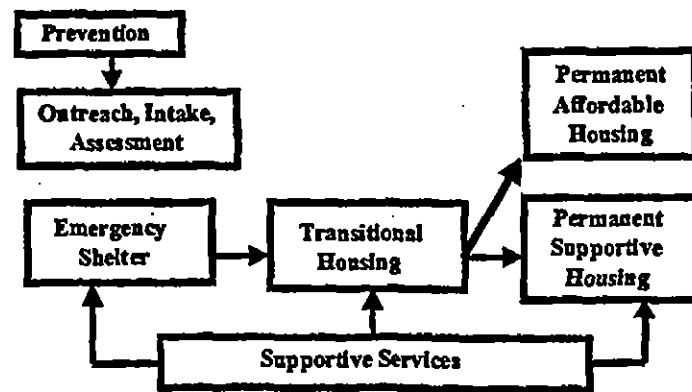 Prevention
Outreach, Intake,
Assessment
Permanent
Affordable
Housing
Emergency
Shelter
Transitional
Housing
Permanent
Supportive
Housing
Supportive Services